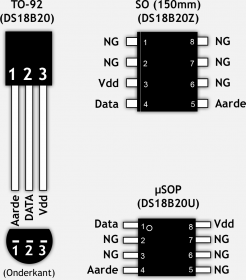 TO-92
(DS18B20)
1 2 3
Aarde
DATA
Vdd
1 2 3
(Onderkant)
SO (150mm)
(DS18B20Z)
NG 1 8 NG
NG 2 7 NG
Vdd 3 6 NG
Data 4 5 Aarde
µSOP
(DS18B20U)
Data 1 8 Vdd
NG 2 7 NG
NG 3 6 NG
Aarde 4 5 NG